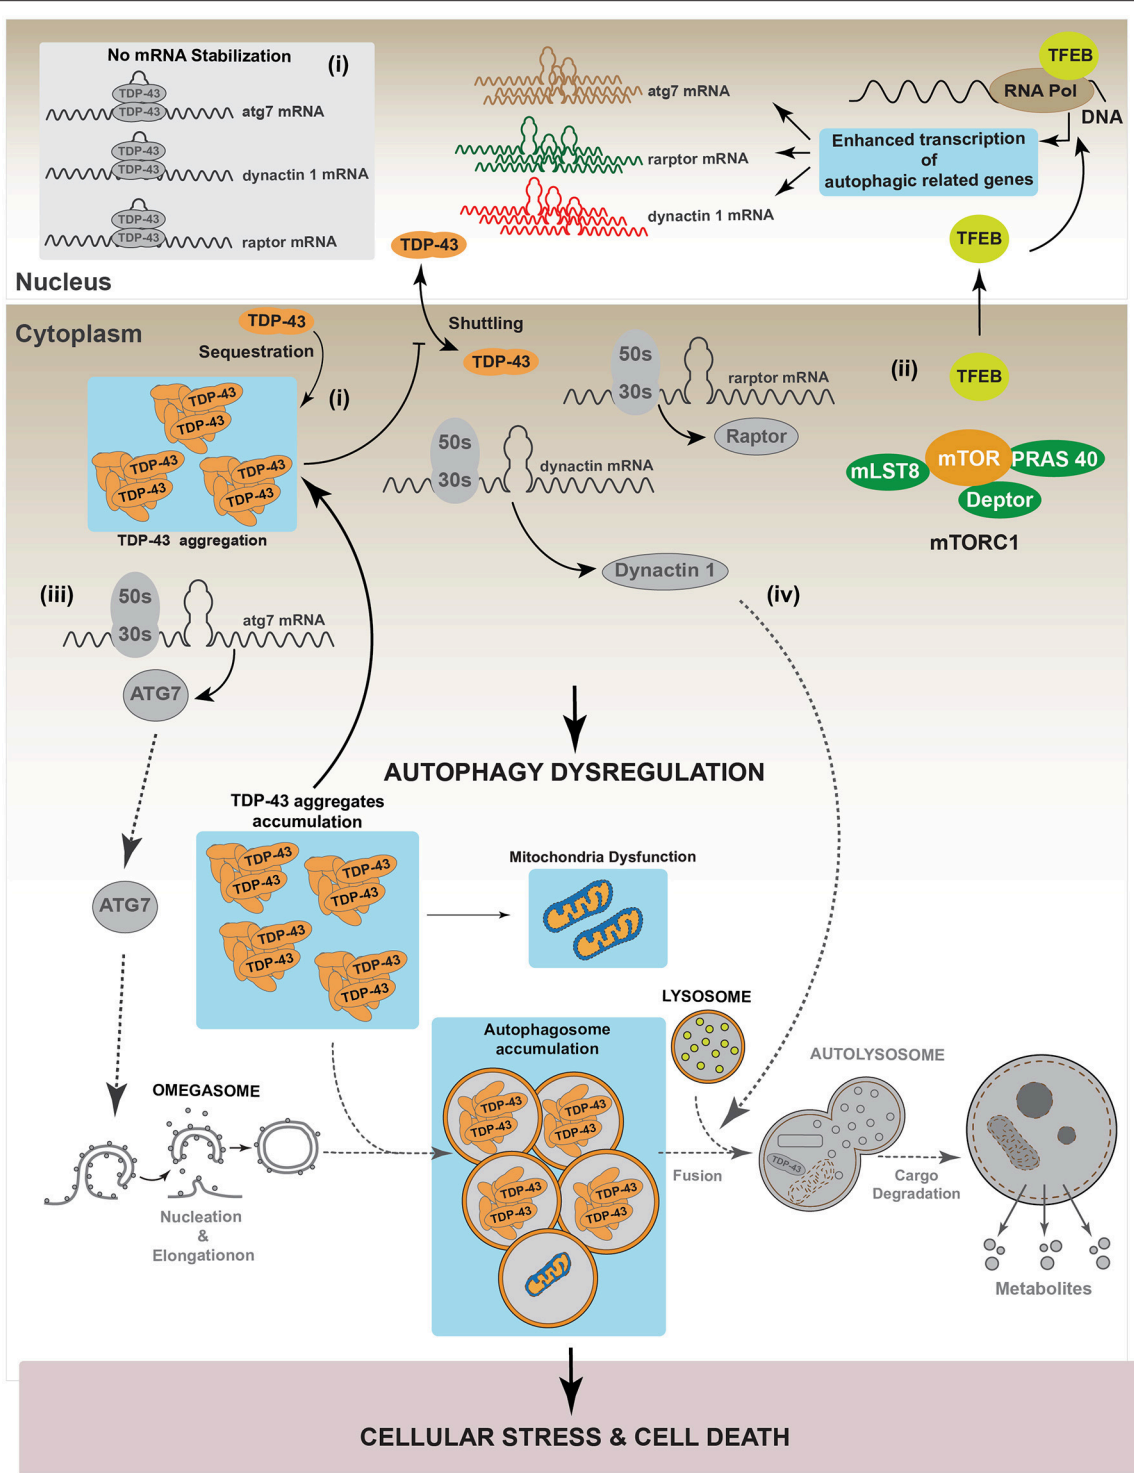 No mRNA Stabilization
(i)
TDP-43
TDP-43
atg7 mRNA
TDP-43
TDP-43
dynactin 1 mRNA
TDP-43
TDP-43
raptor mRNA
Nucleus
atg7 mRNA
rarptor mRNA
dynactin 1 mRNA
TDP-43
TFEB
RNA Pol
DNA
Enhanced transcription
of
autophagic related genes
TFEB
Cytoplasm
TDP-43
Sequestration
(i)
TDP-43
TDP-43
TDP-43
TDP-43
TDP-43
TDP-43
TDP-43 aggregation
Shuttling
TDP-43
50s
30s
rarptor mRNA
Raptor
50s
30s
dynactin mRNA
Dynactin 1
(ii)
TFEB
mLST8
mTOR
PRAS 40
Deptor
mTORC1
(iii)
50s
30s
atg7 mRNA
ATG7
(iv)
AUTOPHAGY DYSREGULATION
TDP-43 aggregates
accumulation
TDP-43
TDP-43
TDP-43
TDP-43
TDP-43
TDP-43
TDP-43
TDP-43
Mitochondria Dysfunction
ATG7
LYSOSOME
Autophagosome
accumulation
TDP-43
TDP-43
TDP-43
TDP-43
TDP-43
TDP-43
TDP-43
TDP-43
OMEGASOME
Nucleation
&
Elongationon
Fusion
AUTOLYSOSOME
TDP-43
Cargo
Degradation
Metabolites
CELLULAR STRESS & CELL DEATH